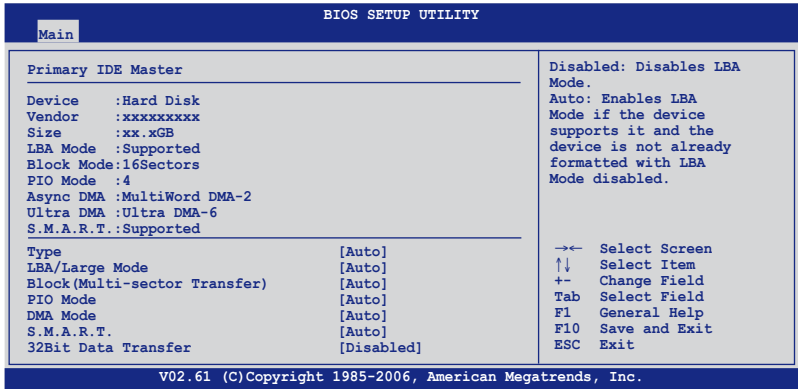 BIOS SETUP UTILITY
Main
Primary IDE Master
Device :Hard Disk
Vendor :xxxxxxxxx
Size :xx.xGB
LBA Mode :Supported
Block Mode:16Sectors
PIO Mode :4
Async DMA :MultiWord DMA-2
Ultra DMA :Ultra DMA-6
S.M.A.R.T.:Supported
Type [Auto]
LBA/Large Mode [Auto]
Block(Multi-sector Transfer) [Auto]
PIO Mode [Auto]
DMA Mode [Auto]
S.M.A.R.T. [Auto]
32Bit Data Transfer [Disabled]
Disabled: Disables LBA
Mode.
Auto: Enables LBA
Mode if the device
supports it and the
device is not already
formatted with LBA
Mode disabled.
→← Select Screen
↑↓ Select Item
+- Change Field
Tab Select Field
F1 General Help
F10 Save and Exit
ESC Exit
V02.61 (C)Copyright 1985-2006, American Megatrends, Inc.